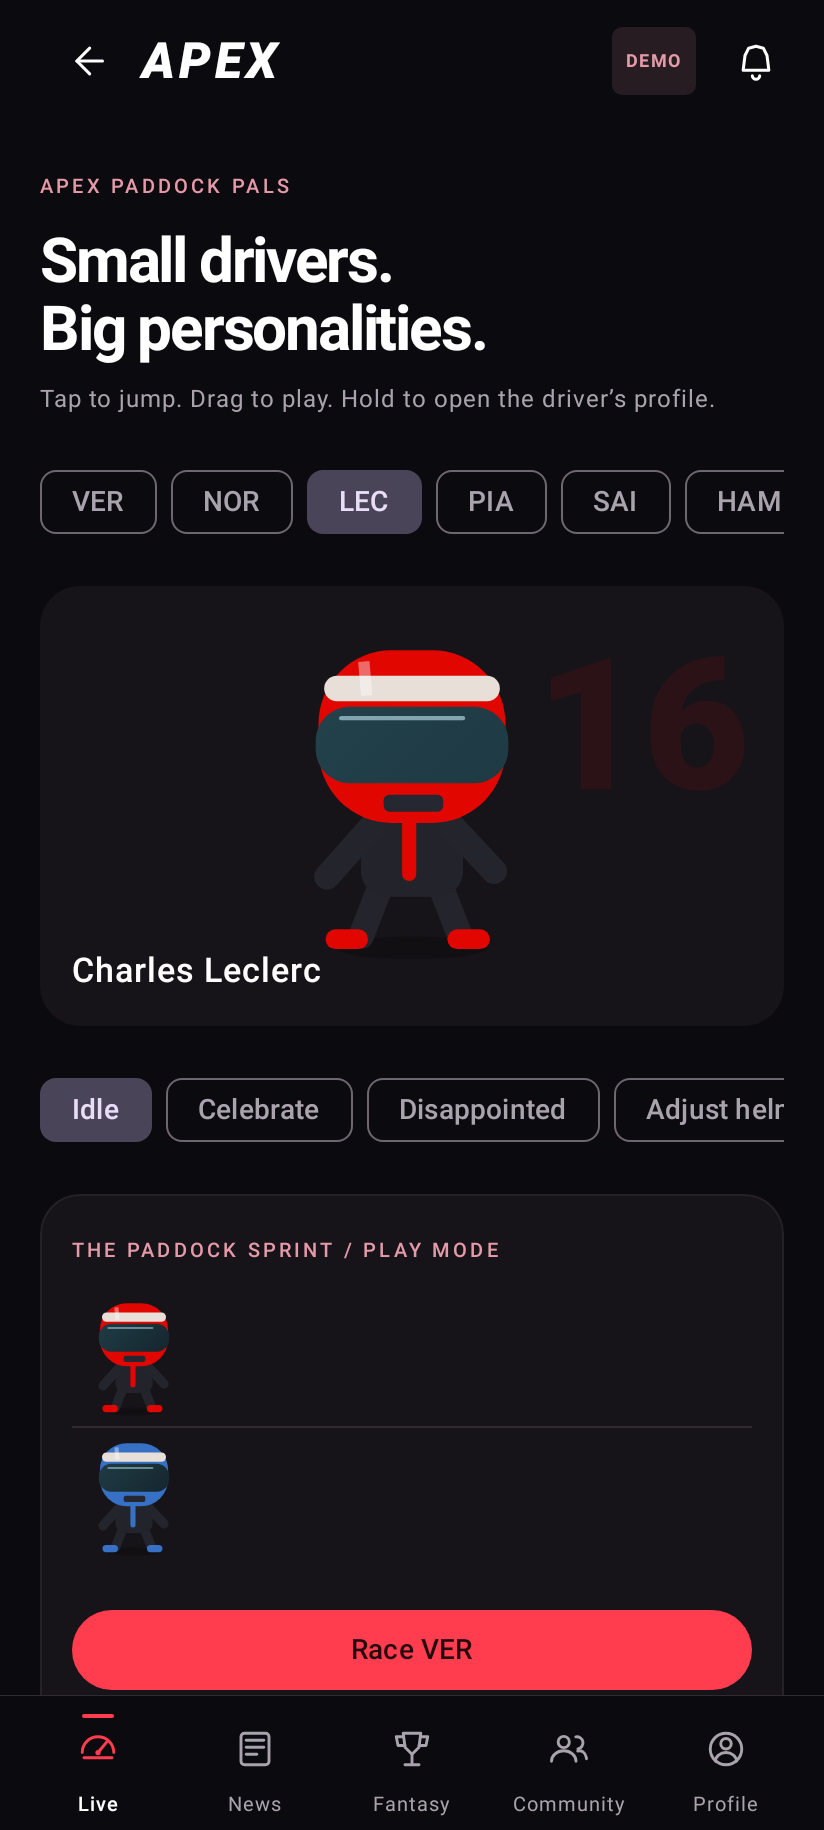 APEX
DEMO
APEX PADDOCK PALS
Small drivers.
Big personalities.
Tap to jump. Drag to play. Hold to open the driver’s profile.
VER NOR LEC PIA SAI HAM
16
Charles Leclerc
Idle Celebrate Disappointed Adjust
THE PADDOCK SPRINT / PLAY MODE
Race VER
Live News Fantasy Community Profile